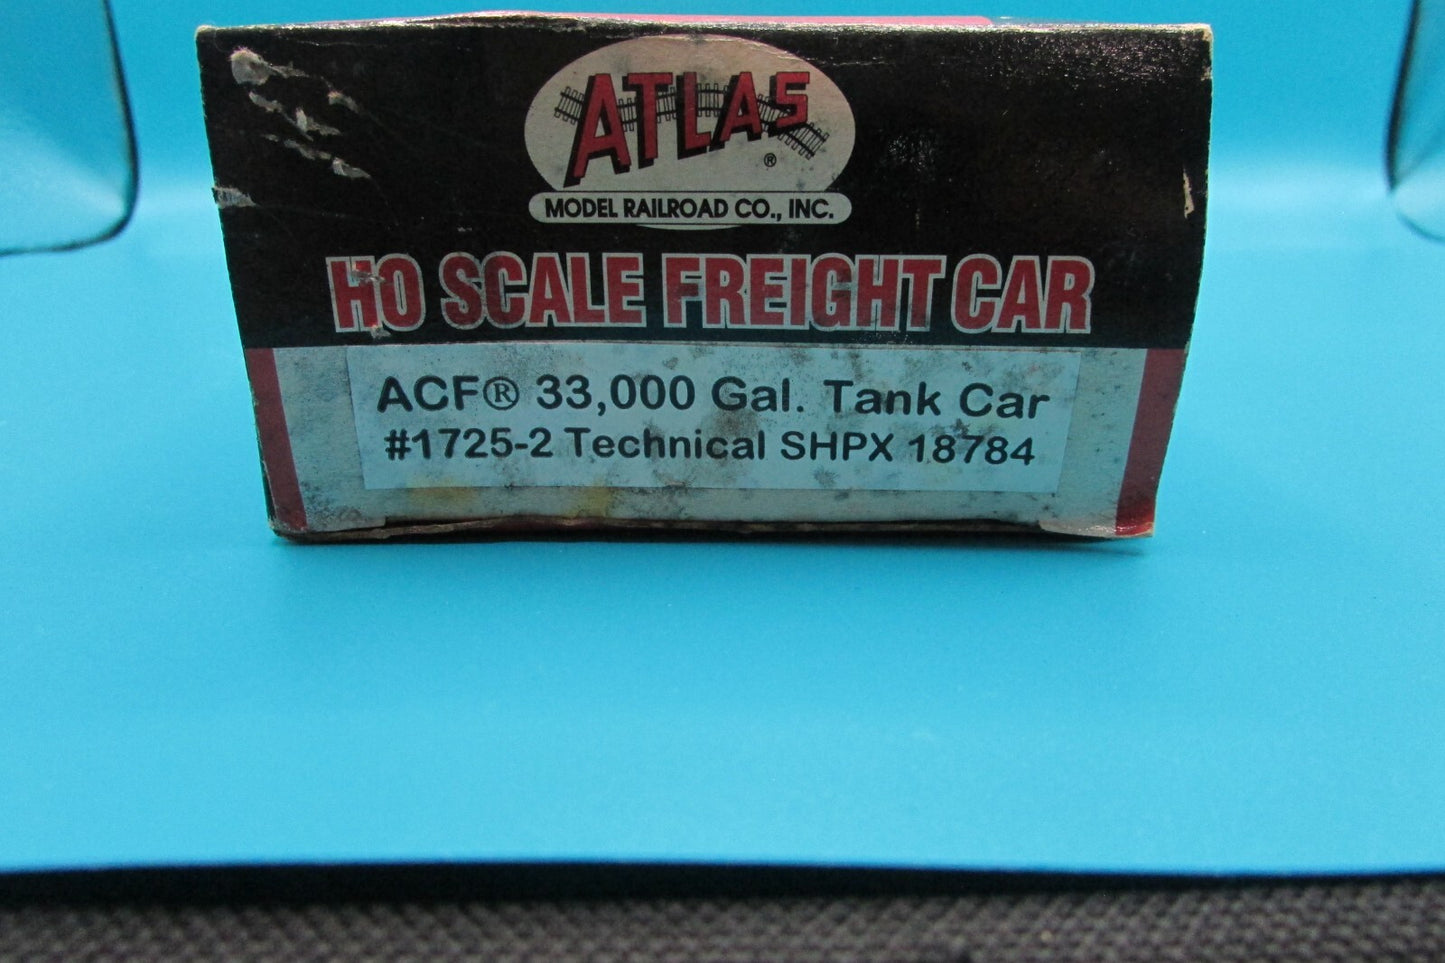 ATLAS®
MODEL RAILROAD CO., INC.
HO SCALE FREIGHT CAR
ACF® 33,000 Gal. Tank Car
#1725-2 Technical SHPX 18784